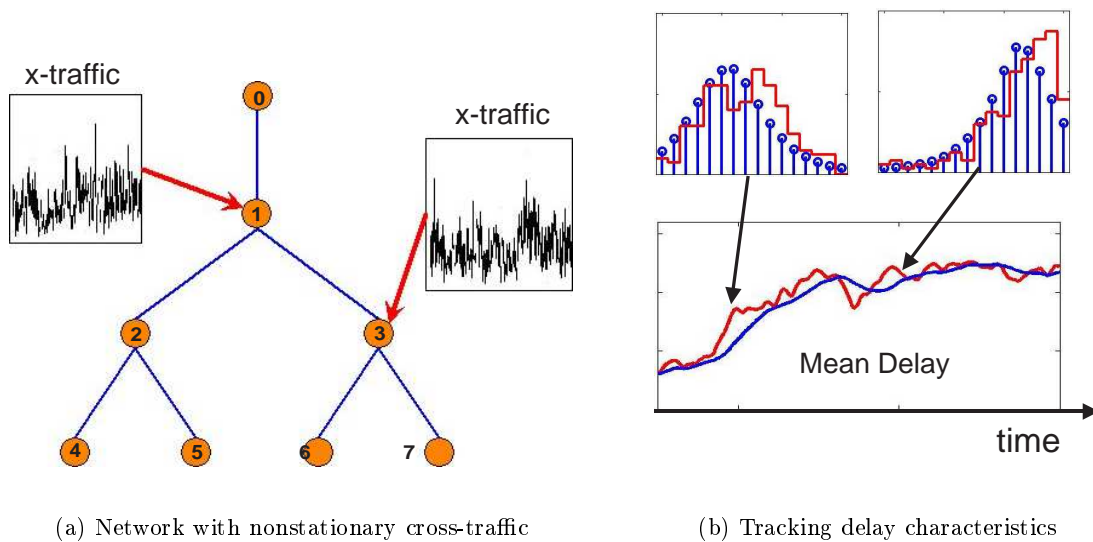 x-traffic
0
x-traffic
1
2
3
4
5
6
7
Mean Delay
time
(a) Network with nonstationary cross-traffic
(b) Tracking delay characteristics